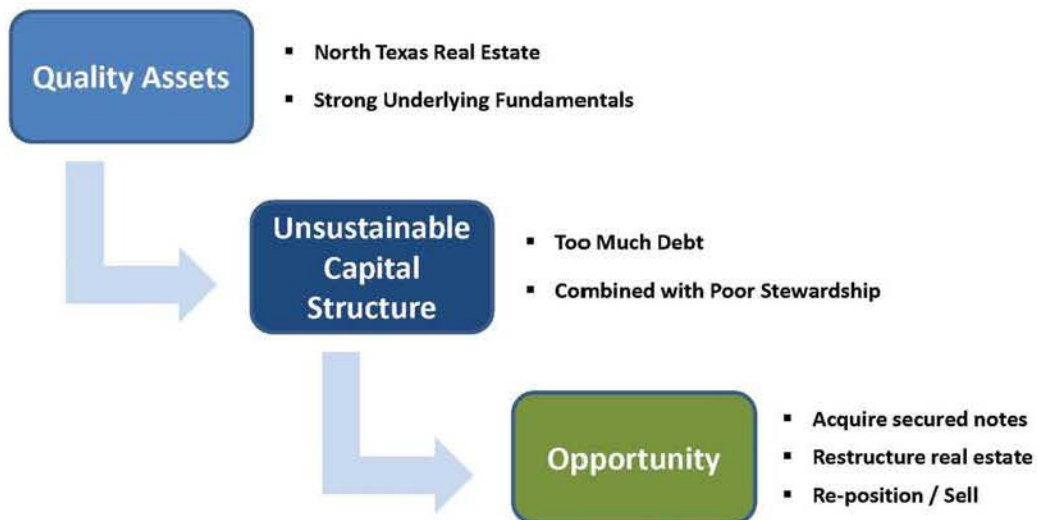 Quality Assets
▪ North Texas Real Estate
▪ Strong Underlying Fundamentals
Unsustainable
Capital
Structure
▪ Too Much Debt
▪ Combined with Poor Stewardship
Opportunity
▪ Acquire secured notes
▪ Restructure real estate
▪ Re-position / Sell